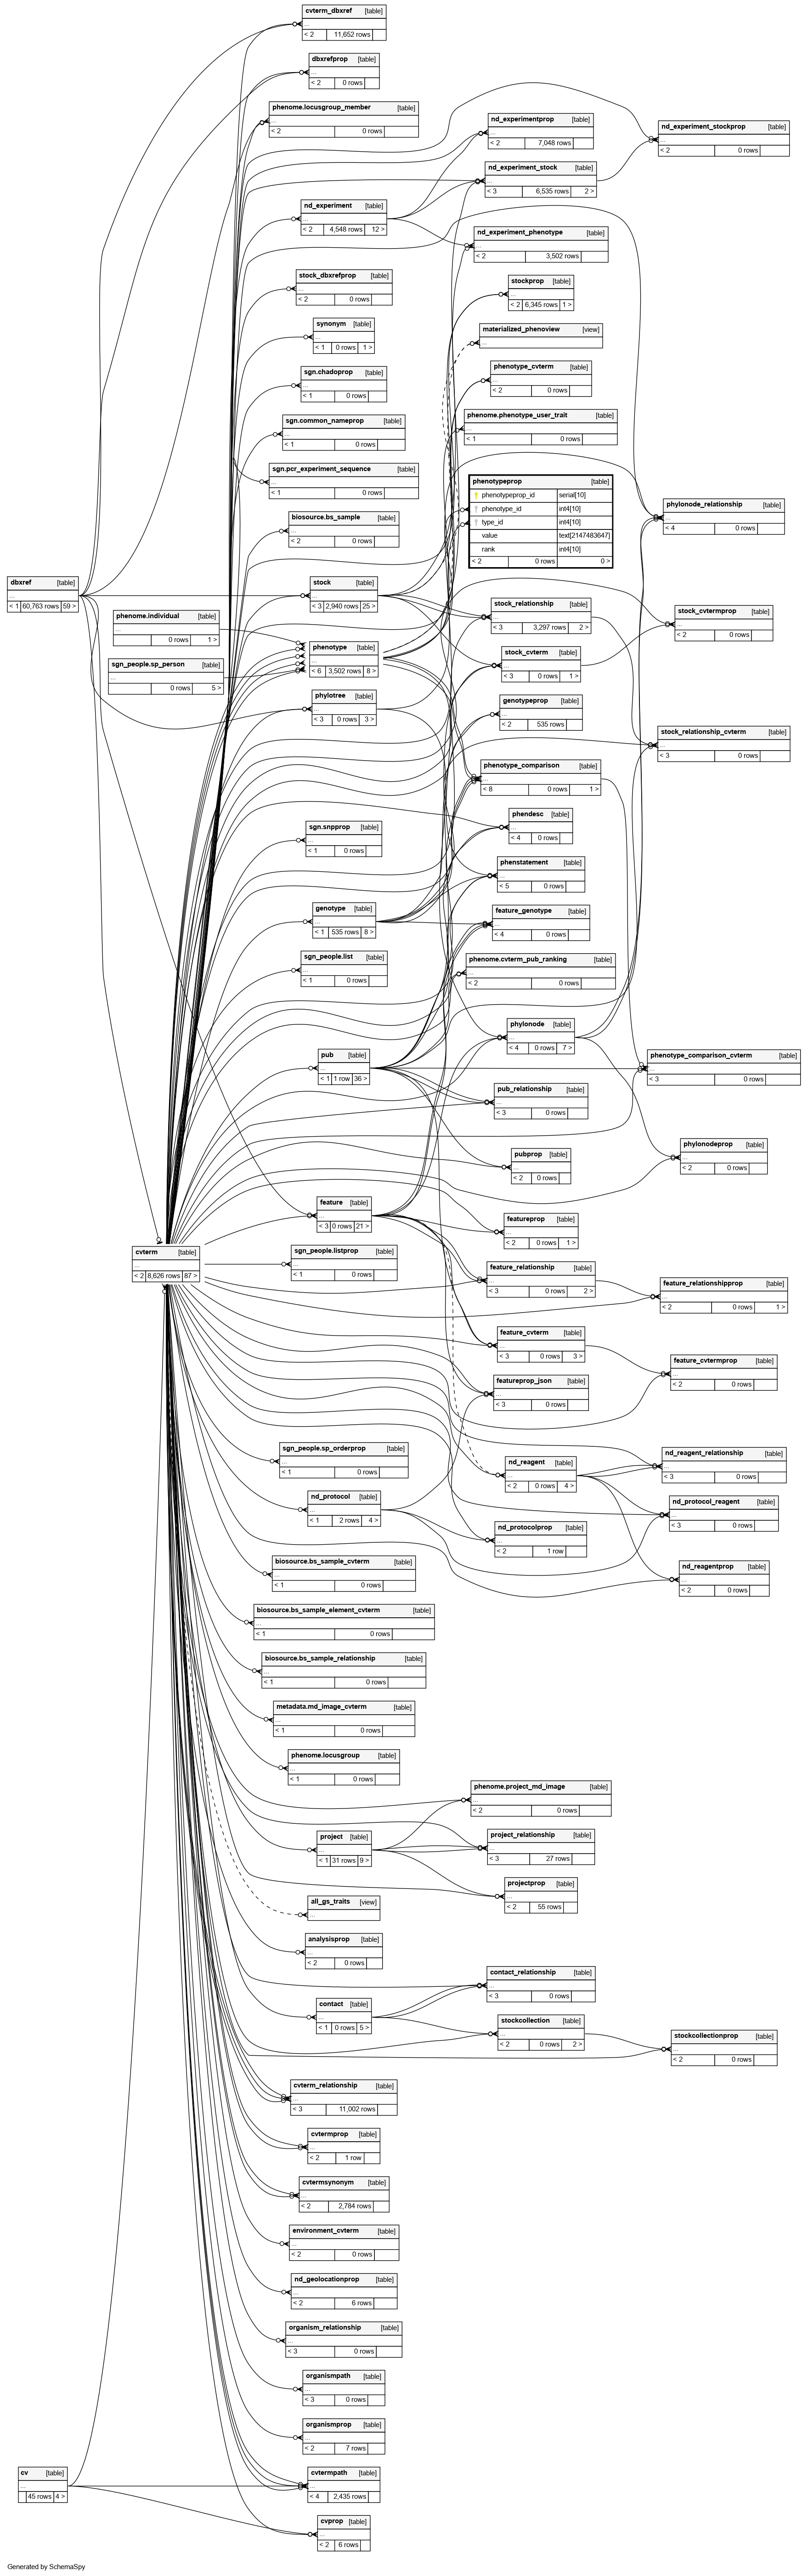 cvterm_dbxref [table]
...
< 2 11,652 rows
dbxrefprop [table]
...
< 2 0 rows
phenome.locusgroup_member [table]
...
< 2 0 rows
nd_experimentprop [table]
...
< 2 7,048 rows
nd_experiment_stockprop [table]
...
< 2 0 rows
nd_experiment_stock [table]
...
< 3 6,535 rows 2 >
nd_experiment [table]
...
< 2 4,548 rows 12 >
nd_experiment_phenotype [table]
...
< 2 3,502 rows
stock_dbxrefprop [table]
...
< 2 0 rows
stockprop [table]
...
< 2 6,345 rows 1 >
synonym [table]
...
< 1 0 rows 1 >
materialized_phenoview [view]
...
sgn.chadoprop [table]
...
< 1 0 rows
phenotype_cvterm [table]
...
< 2 0 rows
sgn.common_nameprop [table]
...
< 1 0 rows
phenome.phenotype_user_trait [table]
...
< 1 0 rows
sgn.pcr_experiment_sequence [table]
...
< 1 0 rows
phenotypeprop [table]
phenotypeprop_id serial[10]
phenotype_id int4[10]
type_id int4[10]
value text[2147483647]
rank int4[10]
< 2 0 rows 0 >
phylonode_relationship [table]
...
< 4 0 rows
biosource.bs_sample [table]
...
< 2 0 rows
dbxref [table]
...
< 1 60,763 rows 59 >
stock [table]
...
< 3 2,940 rows 25 >
stock_relationship [table]
...
< 3 3,297 rows 2 >
stock_cvtermprop [table]
...
< 2 0 rows
phenome.individual [table]
...
0 rows 1 >
phenotype [table]
...
< 6 3,502 rows 8 >
stock_cvterm [table]
...
< 3 0 rows 1 >
sgn_people.sp_person [table]
...
0 rows 5 >
phylotree [table]
...
< 3 0 rows 3 >
genotypeprop [table]
...
< 2 535 rows
stock_relationship_cvterm [table]
...
< 3 0 rows
phenotype_comparison [table]
...
< 8 0 rows 1 >
sgn.snpprop [table]
...
< 1 0 rows
phendesc [table]
...
< 4 0 rows
phenstatement [table]
...
< 5 0 rows
genotype [table]
...
< 1 535 rows 8 >
feature_genotype [table]
...
< 4 0 rows
sgn_people.list [table]
...
< 1 0 rows
phenome.cvterm_pub_ranking [table]
...
< 2 0 rows
phylonode [table]
...
< 4 0 rows 7 >
pub [table]
...
< 1 1 row 36 >
phenotype_comparison_cvterm [table]
...
< 3 0 rows
pub_relationship [table]
...
< 3 0 rows
pubprop [table]
...
< 2 0 rows
phylonodeprop [table]
...
< 2 0 rows
feature [table]
...
< 3 0 rows 21 >
featureprop [table]
...
< 2 0 rows 1 >
cvterm [table]
...
< 2 8,626 rows 87 >
sgn_people.listprop [table]
...
< 1 0 rows
feature_relationship [table]
...
< 3 0 rows 2 >
feature_relationshipprop [table]
...
< 2 0 rows 1 >
feature_cvterm [table]
...
< 3 0 rows 3 >
feature_cvtermprop [table]
...
< 2 0 rows
featureprop_json [table]
...
< 3 0 rows
sgn_people.sp_orderprop [table]
...
< 1 0 rows
nd_reagent [table]
...
< 2 0 rows 4 >
nd_reagent_relationship [table]
...
< 3 0 rows
nd_protocol [table]
...
< 1 2 rows 4 >
nd_protocol_reagent [table]
...
< 3 0 rows
nd_protocolprop [table]
...
< 2 1 row
biosource.bs_sample_cvterm [table]
...
< 1 0 rows
nd_reagentprop [table]
...
< 2 0 rows
biosource.bs_sample_element_cvterm [table]
...
< 1 0 rows
biosource.bs_sample_relationship [table]
...
< 1 0 rows
metadata.md_image_cvterm [table]
...
< 1 0 rows
phenome.locusgroup [table]
...
< 1 0 rows
phenome.project_md_image [table]
...
< 2 0 rows
project [table]
...
< 1 31 rows 9 >
project_relationship [table]
...
< 3 27 rows
projectprop [table]
...
< 2 55 rows
all_gs_traits [view]
...
analysisprop [table]
...
< 2 0 rows
contact_relationship [table]
...
< 3 0 rows
contact [table]
...
< 1 0 rows 5 >
stockcollection [table]
...
< 2 0 rows 2 >
stockcollectionprop [table]
...
< 2 0 rows
cvterm_relationship [table]
...
< 3 11,002 rows
cvtermprop [table]
...
< 2 1 row
cvtermsynonym [table]
...
< 2 2,784 rows
environment_cvterm [table]
...
< 2 0 rows
nd_geolocationprop [table]
...
< 2 6 rows
organism_relationship [table]
...
< 3 0 rows
organismpath [table]
...
< 3 0 rows
organismprop [table]
...
< 2 7 rows
cv [table]
...
45 rows 4 >
cvtermpath [table]
...
< 4 2,435 rows
cvprop [table]
...
< 2 6 rows
Generated by SchemaSpy